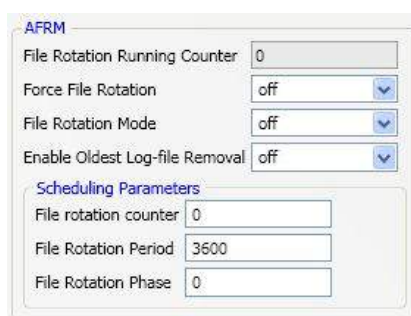 AFRM
File Rotation Running Counter 0
Force File Rotation off
File Rotation Mode off
Enable Oldest Log-file Removal off
Scheduling Parameters
File rotation counter 0
File Rotation Period 3600
File Rotation Phase 0